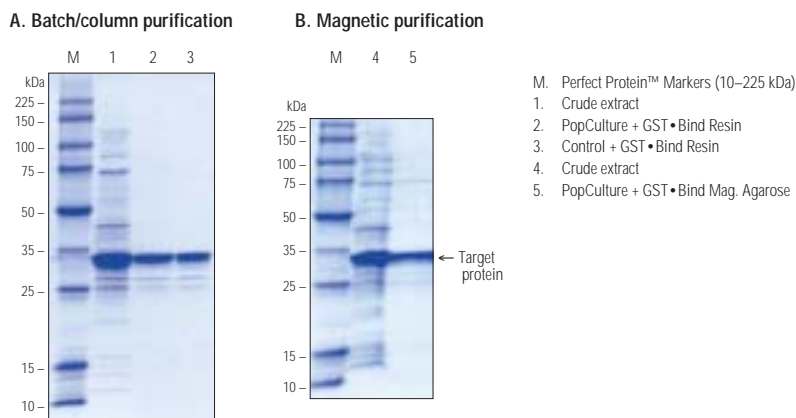 A. Batch/column purification
M 1 2 3
kDa
225 –
150 –
100 –
75 –
50 –
35 –
25 –
15 –
10 –
B. Magnetic purification
M 4 5
kDa
225 –
150 –
100 –
75 –
50 –
35 –
25 –
15 –
10 –
← Target
protein
M. Perfect Protein™ Markers (10–225 kDa)
1. Crude extract
2. PopCulture + GST•Bind Resin
3. Control + GST•Bind Resin
4. Crude extract
5. PopCulture + GST•Bind Mag. Agarose